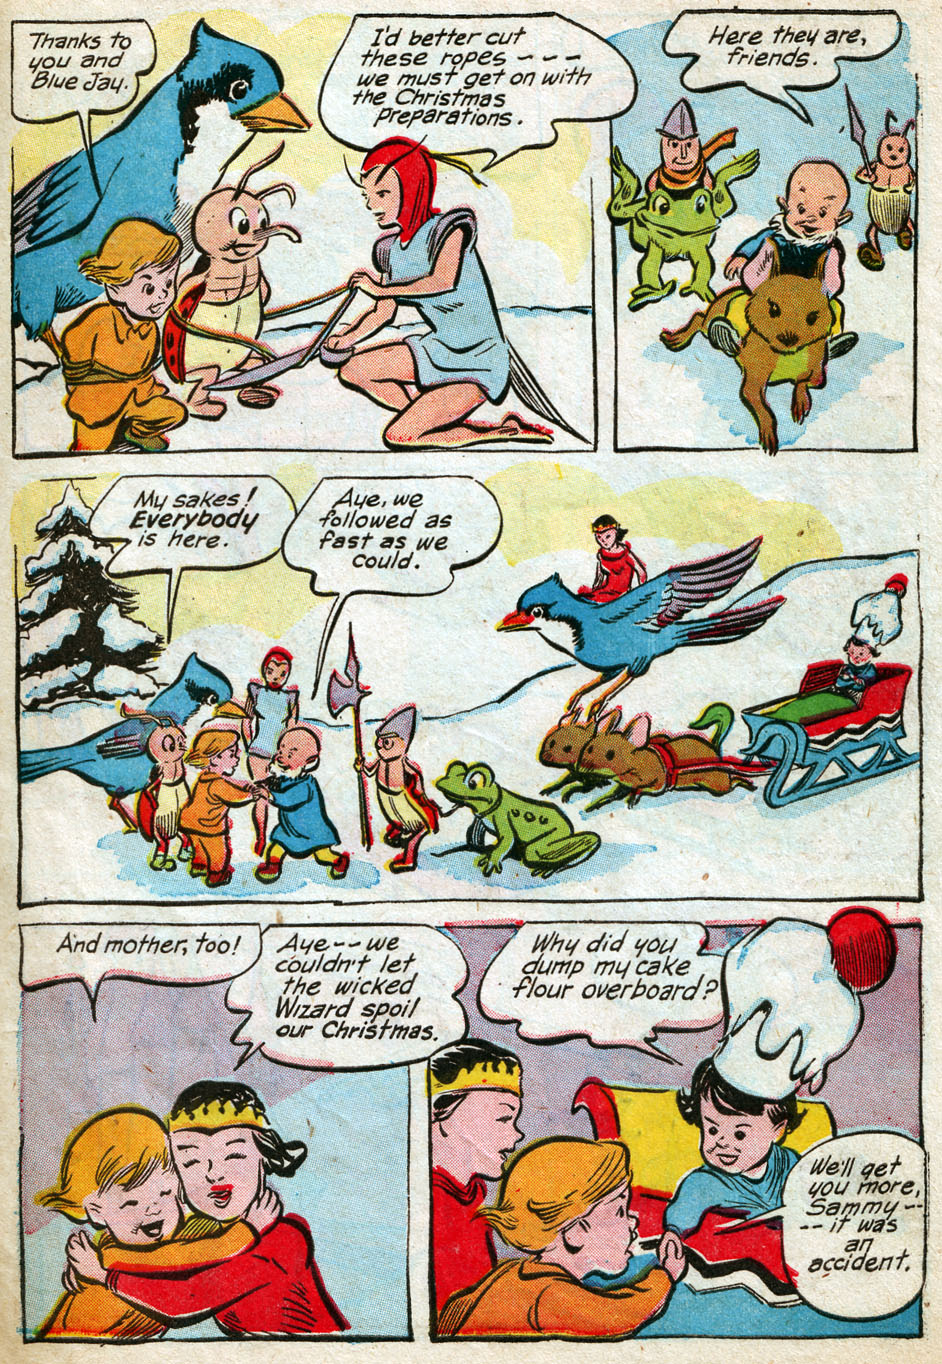 Thanks to
you and
Blue Jay.
I'd better cut
these ropes ---
we must get on with
the Christmas
Preparations.
Here they are,
friends.
My sakes!
Everybody
is here.
Aye, we
followed as
fast as we
could.
And mother, too!
Aye-- we
couldn't let
the wicked
Wizard spoil
our Christmas.
Why did you
dump my cake
flour overboard?
We'll get
you more,
Sammy --
-- it was
an
accident.